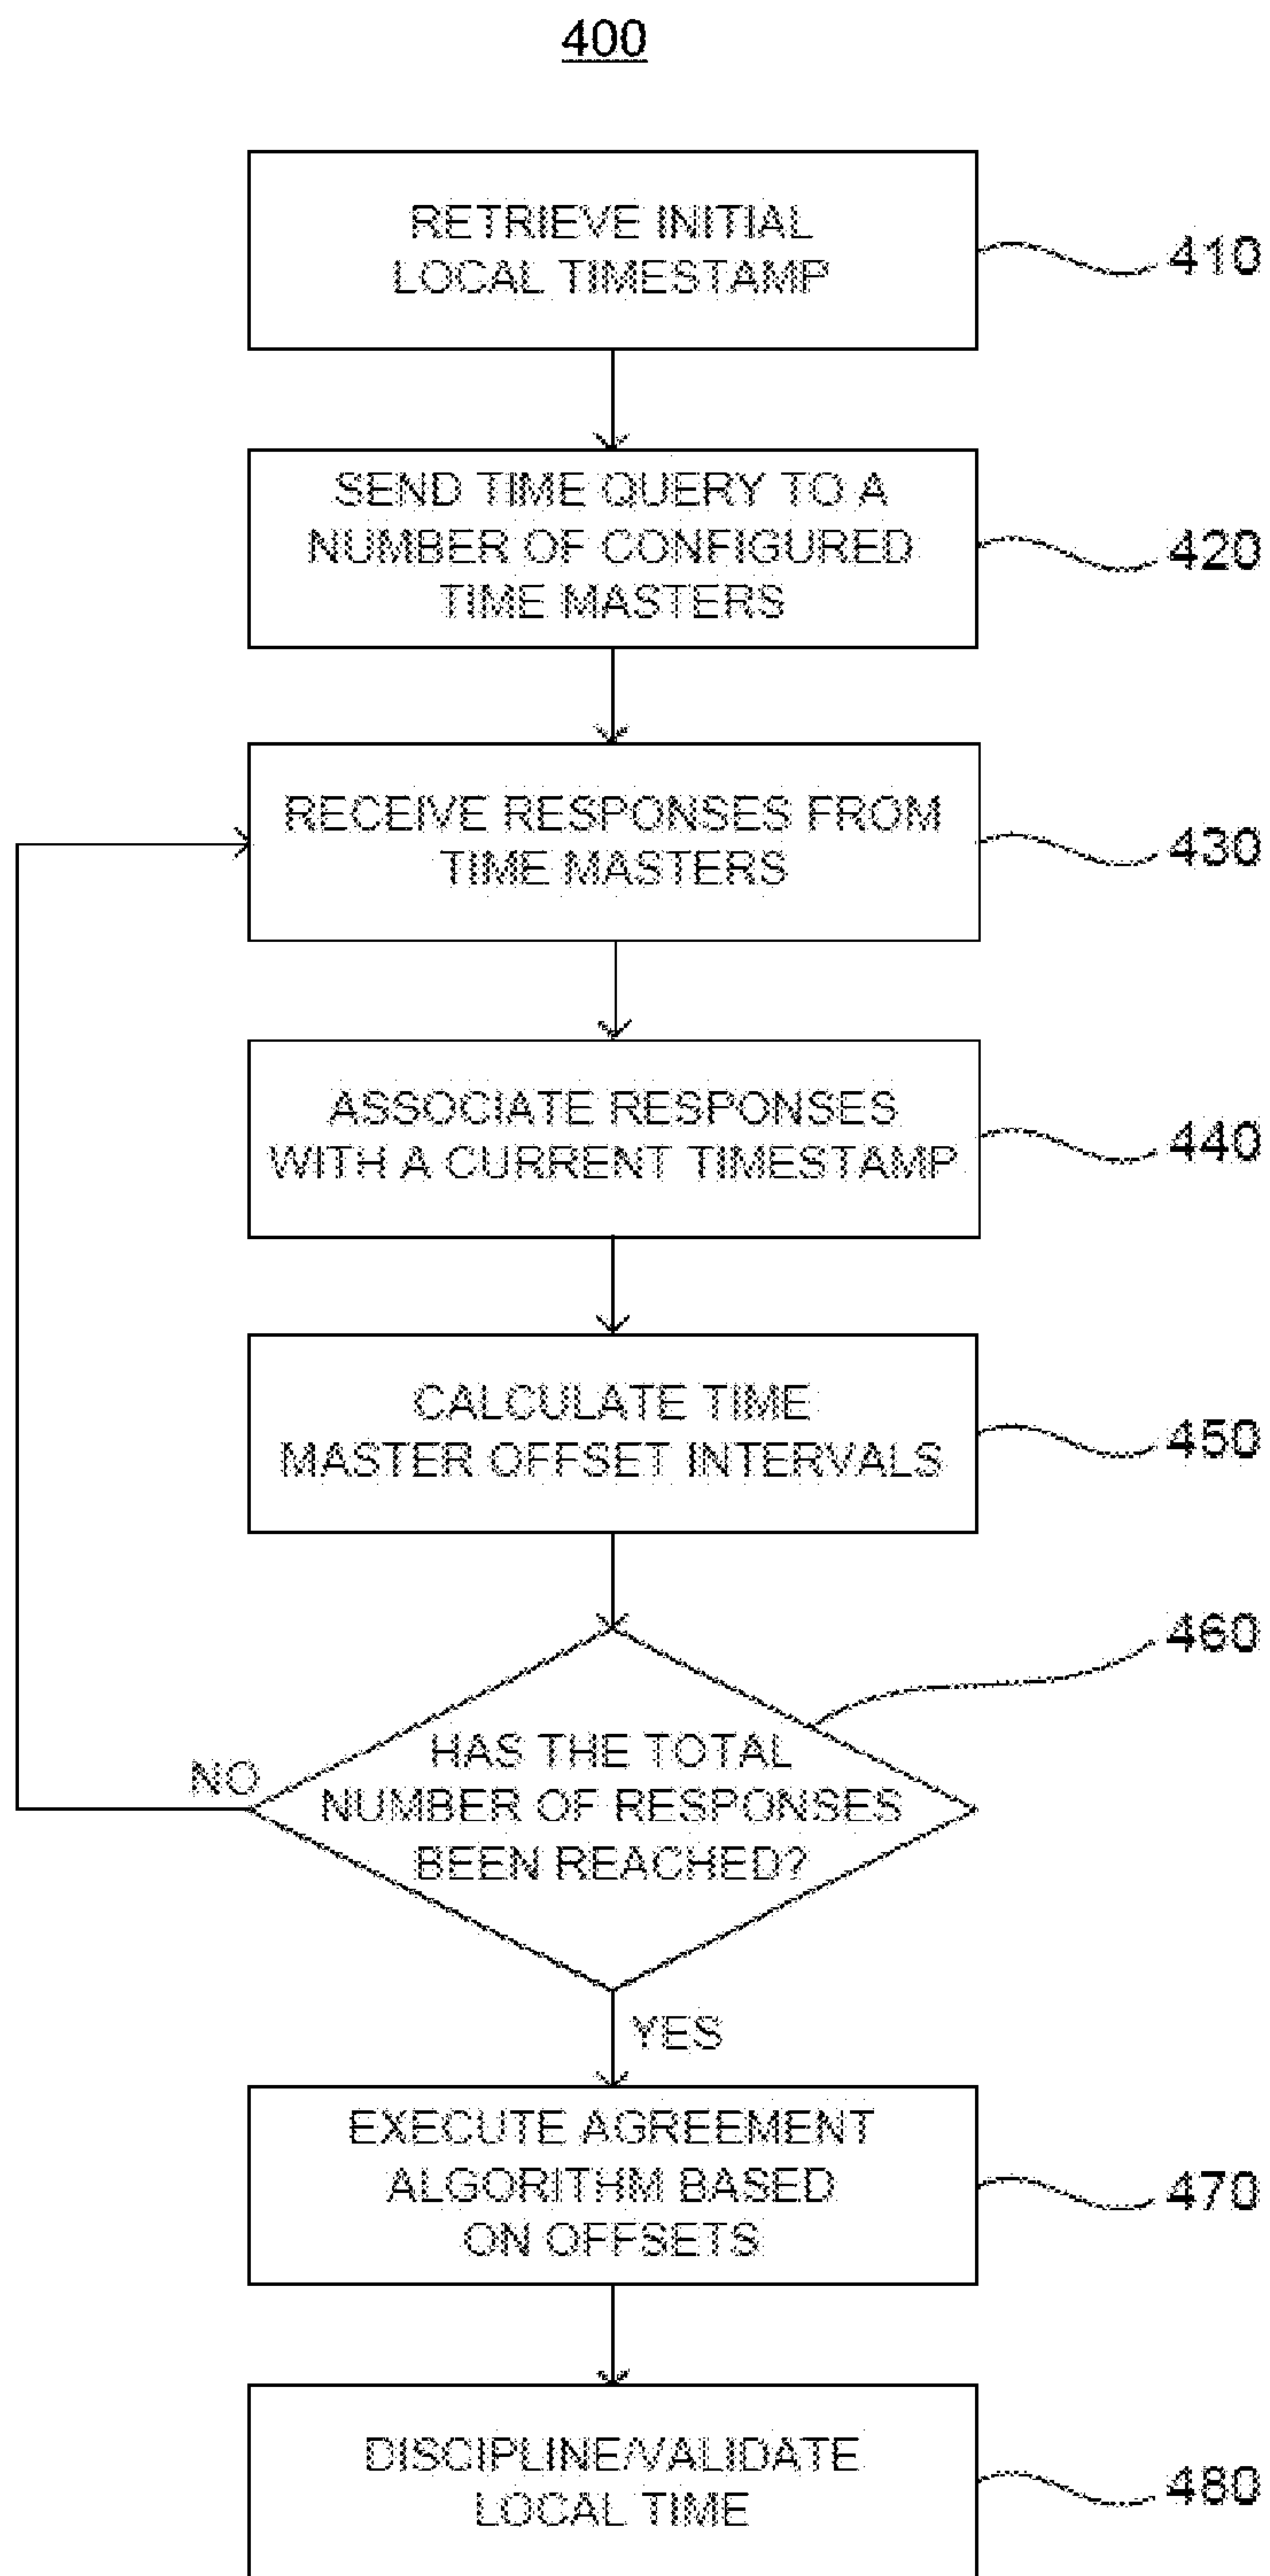 400
RETRIEVE INITIAL
LOCAL TIMESTAMP
410
SEND TIME QUERY TO A
NUMBER OF CONFIGURED
TIME MASTERS
420
RECEIVE RESPONSES FROM
TIME MASTERS
430
ASSOCIATE RESPONSES
WITH A CURRENT TIMESTAMP
440
CALCULATE TIME
MASTER OFFSET INTERVALS
450
460
HAS THE TOTAL
NUMBER OF RESPONSES
BEEN REACHED?
NO
YES
EXECUTE AGREEMENT
ALGORITHM BASED
ON OFFSETS
470
DISCIPLINE/VALIDATE
LOCAL TIME
480